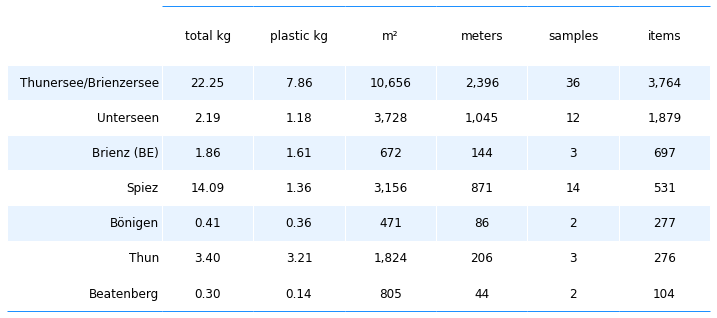 total kg plastic kg m² meters samples items
Thunersee/Brienzersee 22.25 7.86 10,656 2,396 36 3,764
Unterseen 2.19 1.18 3,728 1,045 12 1,879
Brienz (BE) 1.86 1.61 672 144 3 697
Spiez 14.09 1.36 3,156 871 14 531
Bönigen 0.41 0.36 471 86 2 277
Thun 3.40 3.21 1,824 206 3 276
Beatenberg 0.30 0.14 805 44 2 104